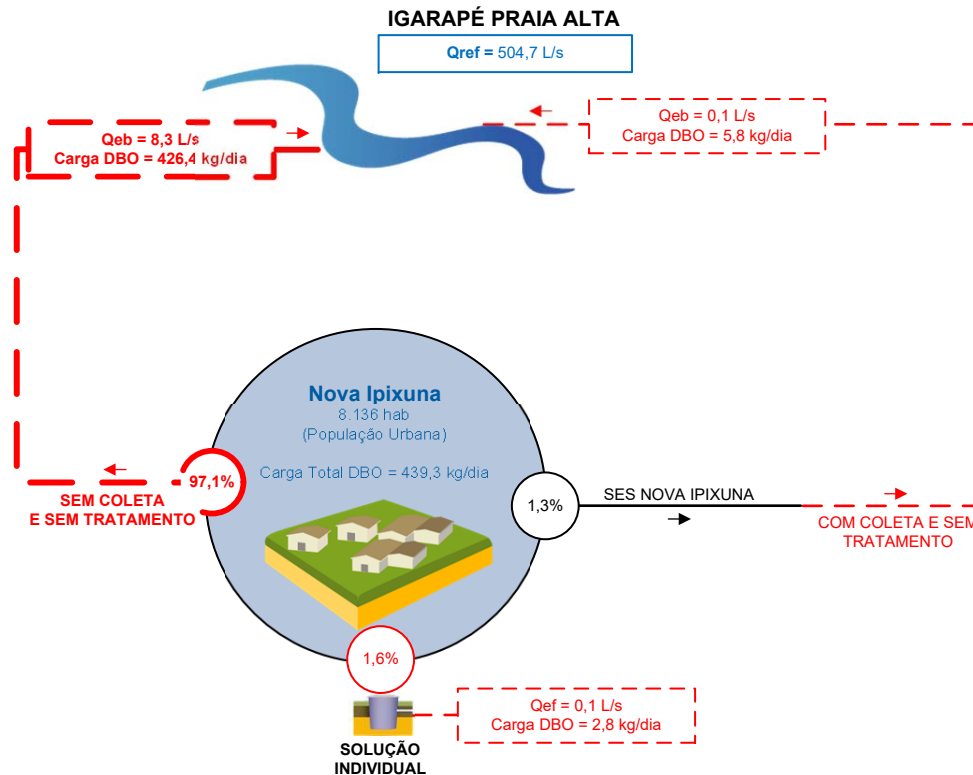 IGARAPÉ PRAIA ALTA
Qref = 504,7 L/s
Qeb = 8,3 L/s
Carga DBO = 426,4 kg/dia
Qeb = 0,1 L/s
Carga DBO = 5,8 kg/dia
Nova Ipixuna
8.136 hab
(População Urbana)
Carga Total DBO = 439,3 kg/dia
97,1%
SEM COLETA
E SEM TRATAMENTO
1,3%
SES NOVA IPIXUNA
COM COLETA E SEM
TRATAMENTO
1,6%
Qef = 0,1 L/s
Carga DBO = 2,8 kg/dia
SOLUÇÃO
INDIVIDUAL